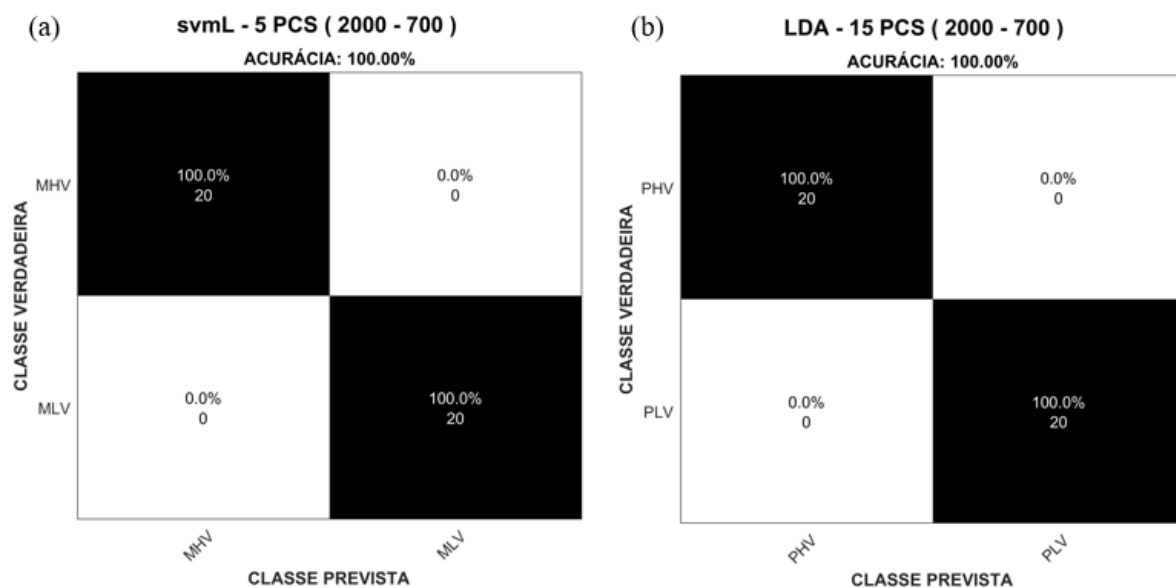 (a)
svmL - 5 PCS ( 2000 - 700 )
ACURÁCIA: 100.00%
CLASSE VERDADEIRA
MHV
100.0%
20
0.0%
0
MLV
0.0%
0
100.0%
20
MHV
MLV
CLASSE PREVISTA
(b)
LDA - 15 PCS ( 2000 - 700 )
ACURÁCIA: 100.00%
CLASSE VERDADEIRA
PHV
100.0%
20
0.0%
0
PLV
0.0%
0
100.0%
20
PHV
PLV
CLASSE PREVISTA